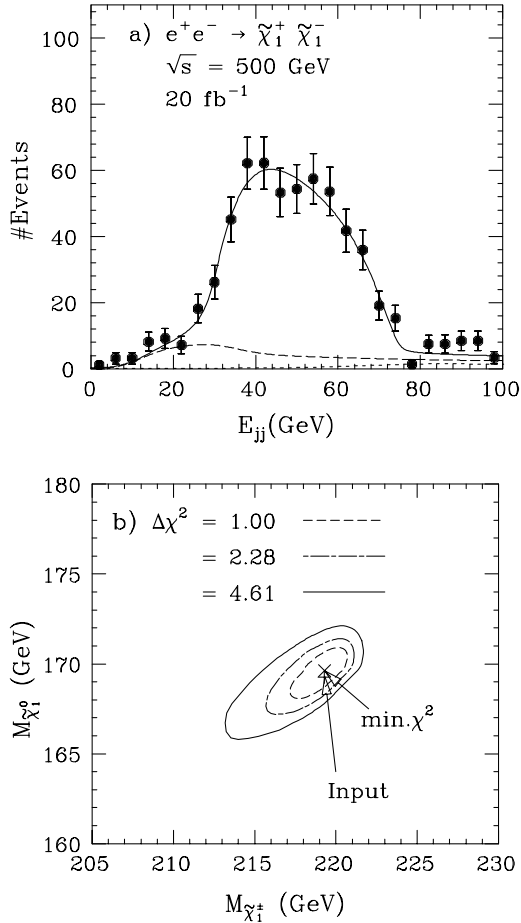 100
80
60
40
20
0
#Events
a) e⁺e⁻ → χ̃₁⁺ χ̃₁⁻
√s = 500 GeV
20 fb⁻¹
0 20 40 60 80 100
E_jj(GeV)
180
175
170
165
160
M_χ̃₁⁰ (GeV)
b) Δχ² = 1.00
= 2.28
= 4.61
min.χ²
Input
205 210 215 220 225 230
M_χ̃₁± (GeV)